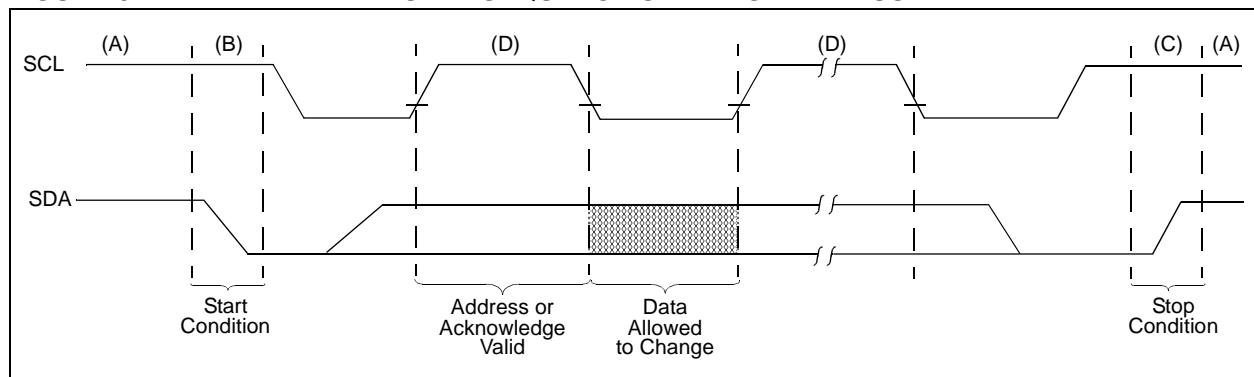 (A)
(B)
(D)
(D)
(C)
(A)
SCL
SDA
Start
Condition
Address or
Acknowledge
Valid
Data
Allowed
to Change
Stop
Condition